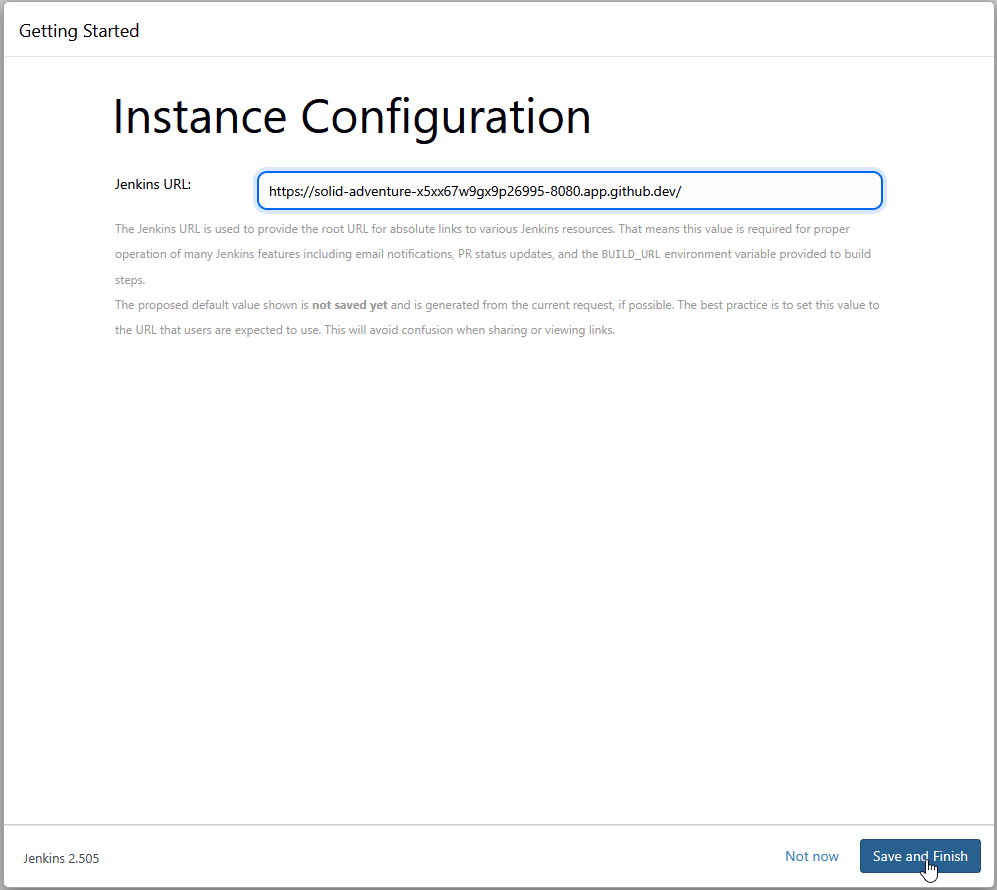 Getting Started
Instance Configuration
Jenkins URL:
https://solid-adventure-x5xx67w9gx9p26995-8080.app.github.dev/
The Jenkins URL is used to provide the root URL for absolute links to various Jenkins resources. That means this value is required for proper
operation of many Jenkins features including email notifications, PR status updates, and the BUILD_URL environment variable provided to build
steps.
The proposed default value shown is not saved yet and is generated from the current request, if possible. The best practice is to set this value to
the URL that users are expected to use. This will avoid confusion when sharing or viewing links.
Jenkins 2.505
Not now
Save and Finish